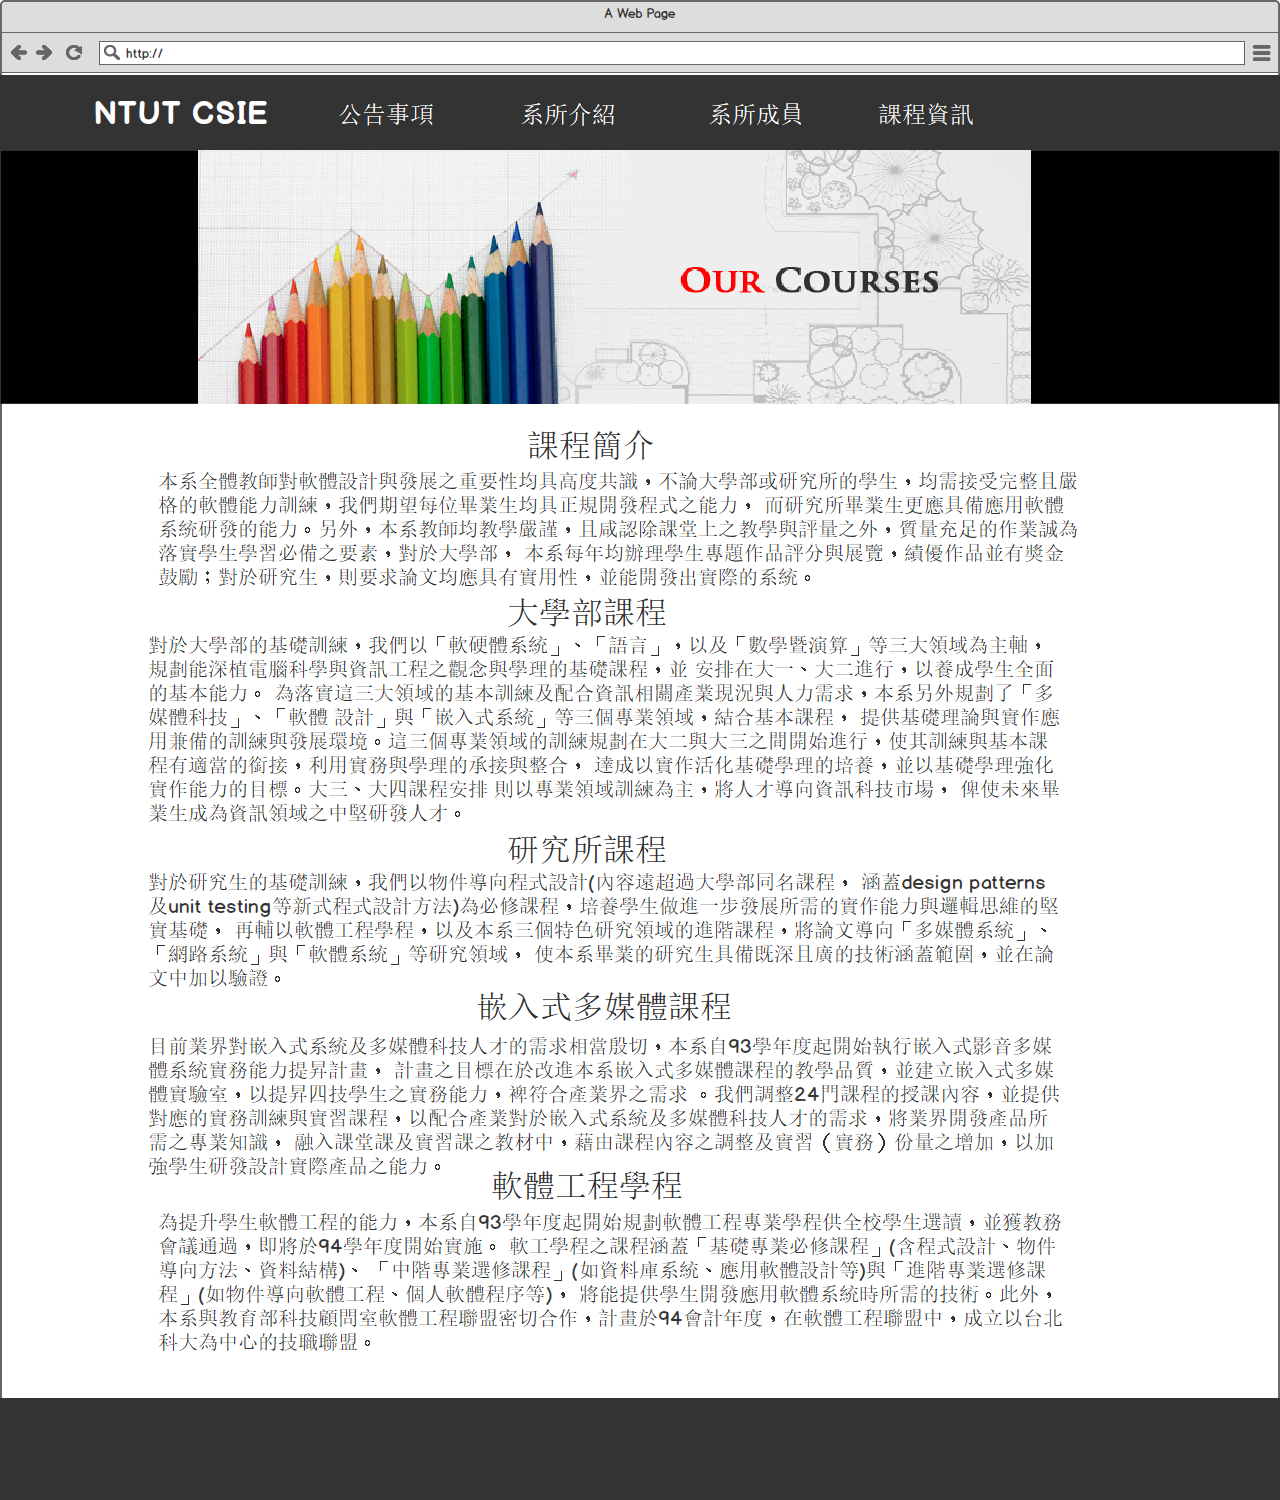 A Web Page
http://
NTUT CSIE 公告事項 系所介紹 系所成員 課程資訊
OUR COURSES
課程簡介
本系全體教師對軟體設計與發展之重要性均具高度共識，不論大學部或研究所的學生，均需接受完整且嚴
格的軟體能力訓練，我們期望每位畢業生均具正規開發程式之能力， 而研究所畢業生更應具備應用軟體
系統研發的能力。另外，本系教師均教學嚴謹，且咸認除課堂上之教學與評量之外，質量充足的作業誠為
落實學生學習必備之要素，對於大學部， 本系每年均辦理學生專題作品評分與展覽，績優作品並有獎金
鼓勵；對於研究生，則要求論文均應具有實用性，並能開發出實際的系統。
大學部課程
對於大學部的基礎訓練，我們以「軟硬體系統」、「語言」，以及「數學暨演算」等三大領域為主軸，
規劃能深植電腦科學與資訊工程之觀念與學理的基礎課程，並 安排在大一、大二進行，以養成學生全面
的基本能力。 為落實這三大領域的基本訓練及配合資訊相關產業現況與人力需求，本系另外規劃了「多
媒體科技」、「軟體 設計」與「嵌入式系統」等三個專業領域，結合基本課程， 提供基礎理論與實作應
用兼備的訓練與發展環境。這三個專業領域的訓練規劃在大二與大三之間開始進行，使其訓練與基本課
程有適當的銜接，利用實務與學理的承接與整合， 達成以實作活化基礎學理的培養，並以基礎學理強化
實作能力的目標。大三、大四課程安排 則以專業領域訓練為主，將人才導向資訊科技市場， 俾使未來畢
業生成為資訊領域之中堅研發人才。
研究所課程
對於研究生的基礎訓練，我們以物件導向程式設計(內容遠超過大學部同名課程， 涵蓋design patterns
及unit testing等新式程式設計方法)為必修課程，培養學生做進一步發展所需的實作能力與邏輯思維的堅
實基礎， 再輔以軟體工程學程，以及本系三個特色研究領域的進階課程，將論文導向「多媒體系統」、
「網路系統」與「軟體系統」等研究領域， 使本系畢業的研究生具備既深且廣的技術涵蓋範圍，並在論
文中加以驗證。
嵌入式多媒體課程
目前業界對嵌入式系統及多媒體科技人才的需求相當殷切，本系自93學年度起開始執行嵌入式影音多媒
體系統實務能力提昇計畫， 計畫之目標在於改進本系嵌入式多媒體課程的教學品質，並建立嵌入式多媒
體實驗室，以提昇四技學生之實務能力，裨符合產業界之需求 。我們調整24門課程的授課內容，並提供
對應的實務訓練與實習課程，以配合產業對於嵌入式系統及多媒體科技人才的需求，將業界開發產品所
需之專業知識， 融入課堂課及實習課之教材中，藉由課程內容之調整及實習（實務）份量之增加，以加
強學生研發設計實際產品之能力。
軟體工程學程
為提升學生軟體工程的能力，本系自93學年度起開始規劃軟體工程專業學程供全校學生選讀，並獲教務
會議通過，即將於94學年度開始實施。 軟工學程之課程涵蓋「基礎專業必修課程」(含程式設計、物件
導向方法、資料結構)、 「中階專業選修課程」(如資料庫系統、應用軟體設計等)與「進階專業選修課
程」(如物件導向軟體工程、個人軟體程序等)， 將能提供學生開發應用軟體系統時所需的技術。此外，
本系與教育部科技顧問室軟體工程聯盟密切合作，計畫於94會計年度，在軟體工程聯盟中，成立以台北
科大為中心的技職聯盟。